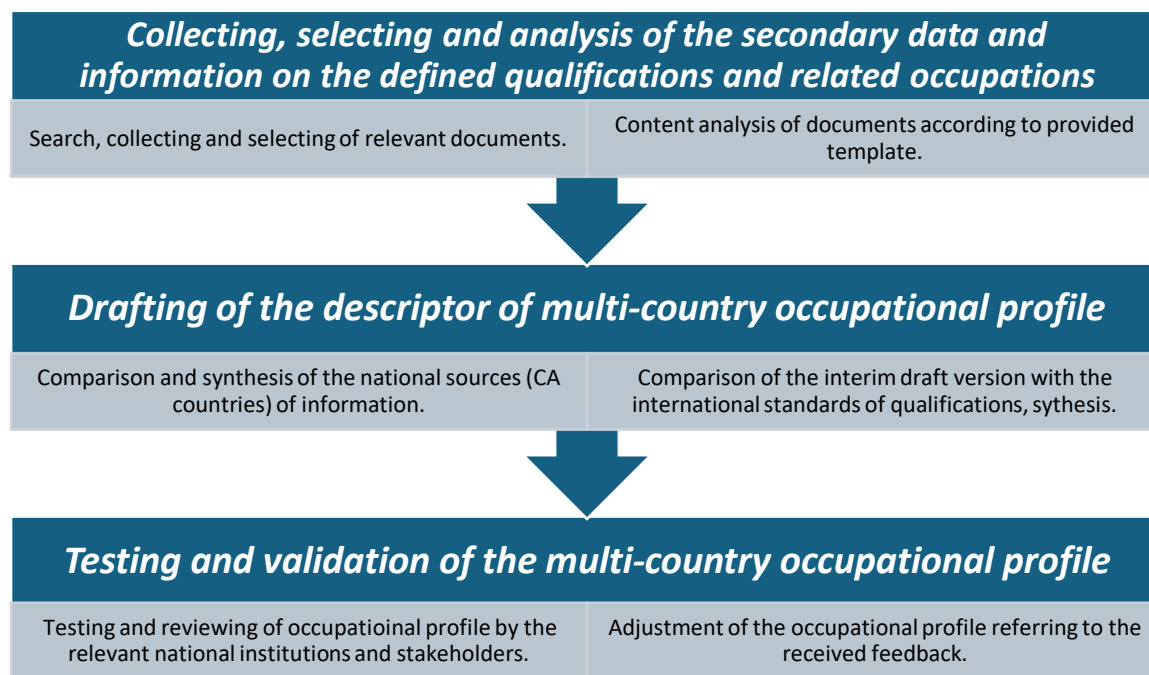 Collecting, selecting and analysis of the secondary data and
information on the defined qualifications and related occupations
Search, collecting and selecting of relevant documents.
Content analysis of documents according to provided
template.
Drafting of the descriptor of multi-country occupational profile
Comparison and synthesis of the national sources (CA
countries) of information.
Comparison of the interim draft version with the
international standards of qualifications, sythesis.
Testing and validation of the multi-country occupational profile
Testing and reviewing of occupatioinal profile by the
relevant national institutions and stakeholders.
Adjustment of the occupational profile referring to the
received feedback.